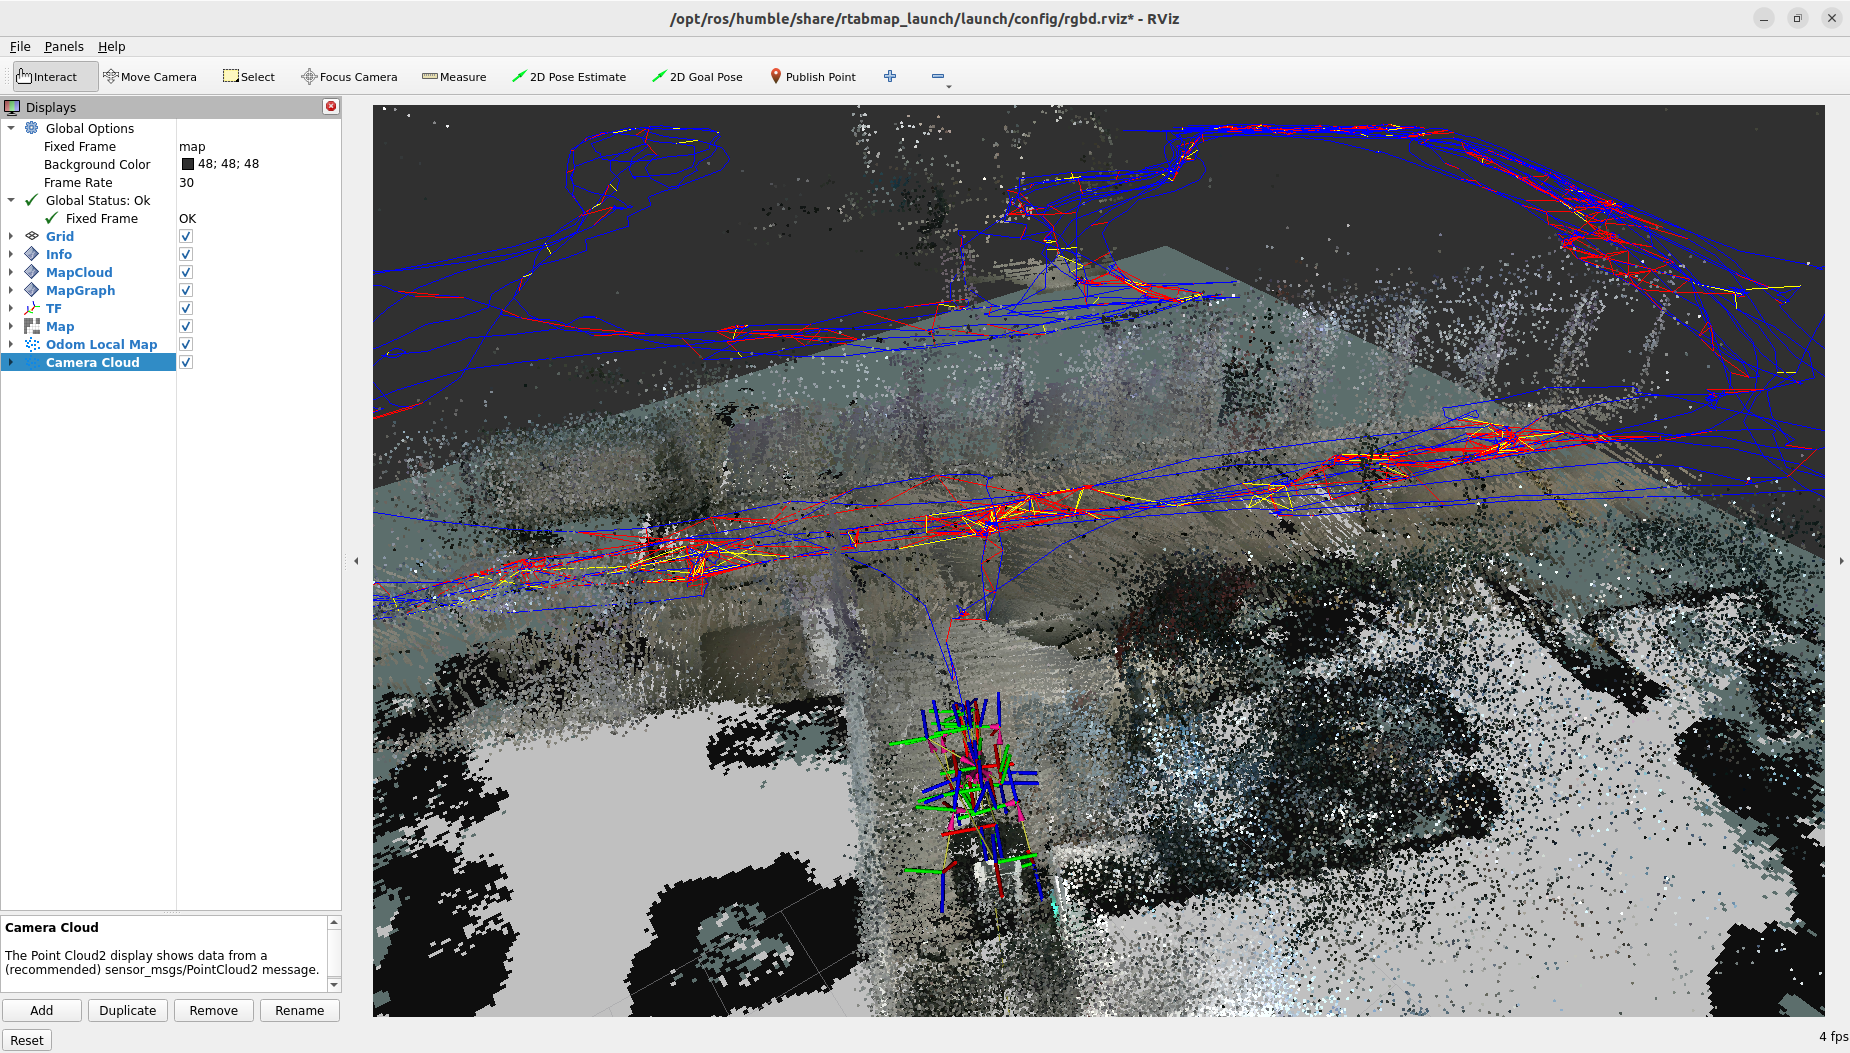 /opt/ros/humble/share/rtabmap_launch/launch/config/rgbd.rviz* - RViz
File Panels Help
Interact Move Camera Select Focus Camera Measure 2D Pose Estimate 2D Goal Pose Publish Point
Displays
Global Options
Fixed Frame map
Background Color 48; 48; 48
Frame Rate 30
Global Status: Ok
Fixed Frame OK
Grid
Info
MapCloud
MapGraph
TF
Map
Odom Local Map
Camera Cloud
Camera Cloud
The Point Cloud2 display shows data from a
(recommended) sensor_msgs/PointCloud2 message.
Add Duplicate Remove Rename
Reset
4 fps